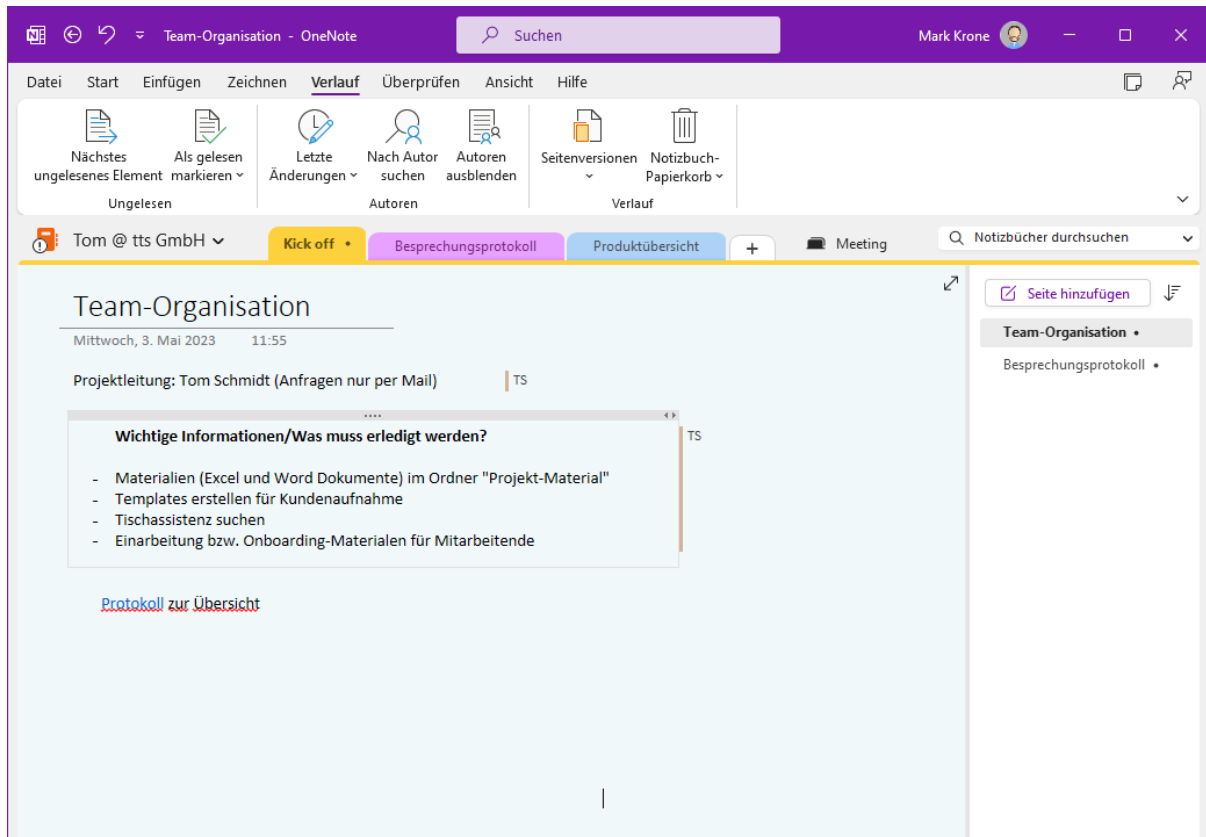 Team-Organisation - OneNote
Suchen
Mark Krone
Datei Start Einfügen Zeichnen Verlauf Überprüfen Ansicht Hilfe
Nächstes ungelesenes Element
Als gelesen markieren
Letzte Änderungen
Nach Autor suchen
Autoren ausblenden
Seitenversionen
Notizbuch-Papierkorb
Ungelesen
Autoren
Verlauf
Tom @ tts GmbH
Kick off •
Besprechungsprotokoll
Produktübersicht
+
Meeting
Notizbücher durchsuchen
Team-Organisation
Mittwoch, 3. Mai 2023 11:55
Projektleitung: Tom Schmidt (Anfragen nur per Mail) TS
Wichtige Informationen/Was muss erledigt werden? TS
- Materialien (Excel und Word Dokumente) im Ordner "Projekt-Material"
- Templates erstellen für Kundenaufnahme
- Tischassistenz suchen
- Einarbeitung bzw. Onboarding-Materialen für Mitarbeitende
Protokoll zur Übersicht
Seite hinzufügen
Team-Organisation •
Besprechungsprotokoll •